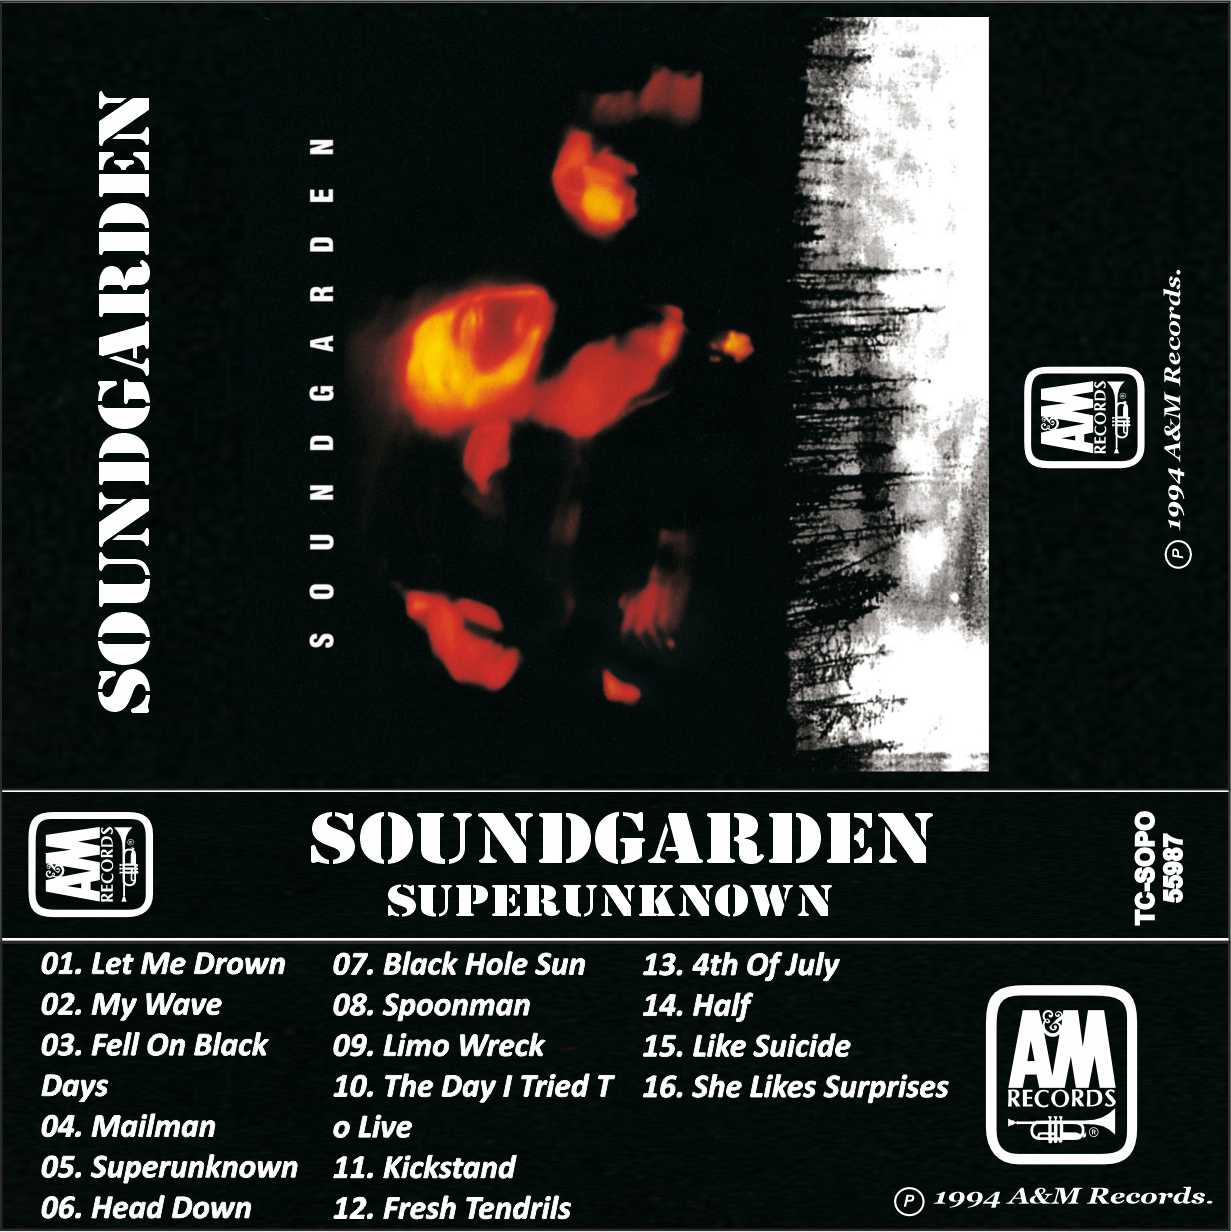 SOUNDGARDEN
SOUNDGARDEN
A&M
RECORDS
®
℗ 1994 A&M Records.
A&M
RECORDS
®
SOUNDGARDEN
SUPERUNKNOWN
TC-SOPO
55987
01. Let Me Drown
02. My Wave
03. Fell On Black
Days
04. Mailman
05. Superunknown
06. Head Down
07. Black Hole Sun
08. Spoonman
09. Limo Wreck
10. The Day I Tried T
o Live
11. Kickstand
12. Fresh Tendrils
13. 4th Of July
14. Half
15. Like Suicide
16. She Likes Surprises
A&M
RECORDS
®
℗ 1994 A&M Records.